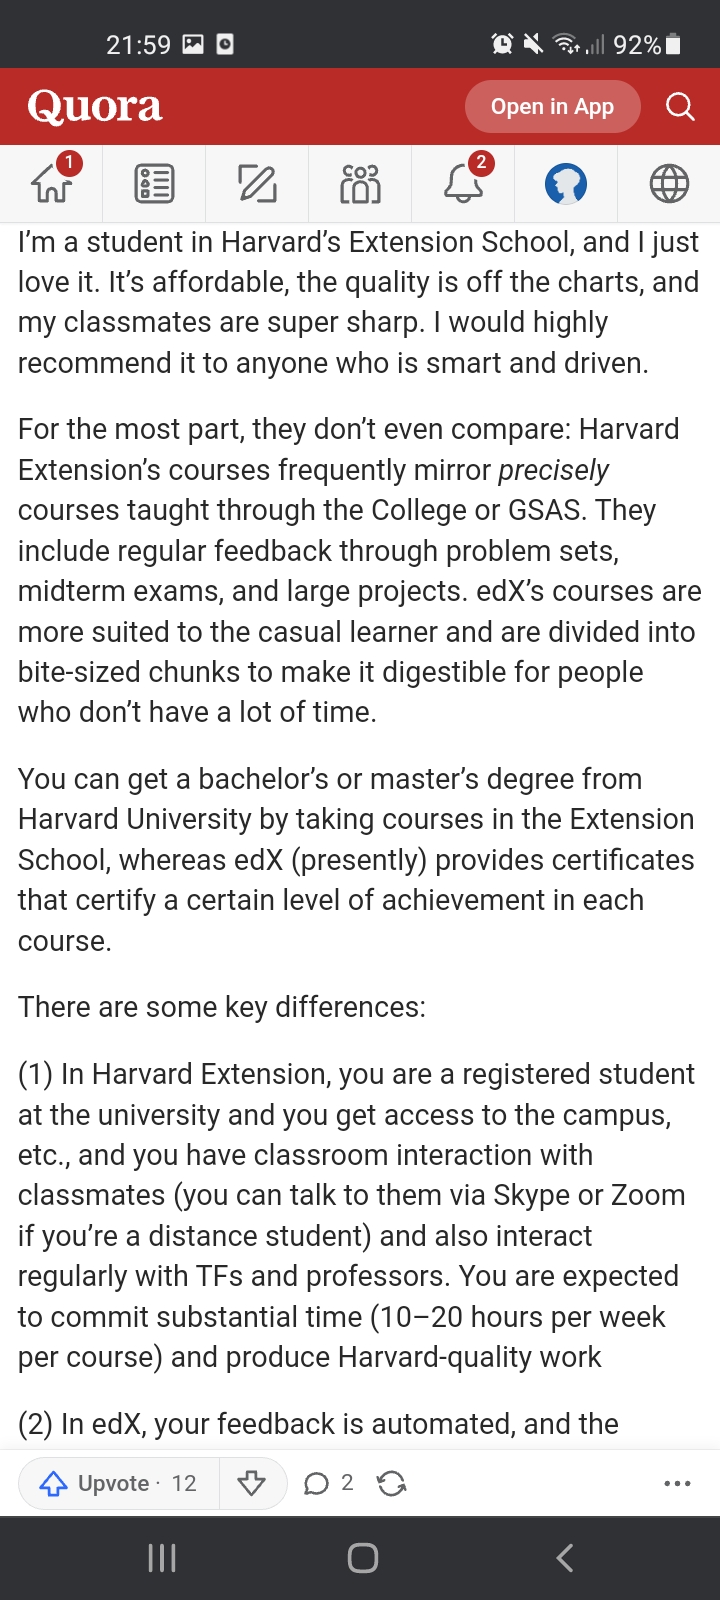 21:59
92%
Quora
Open in App
1
2
I'm a student in Harvard's Extension School, and I just
love it. It's affordable, the quality is off the charts, and
my classmates are super sharp. I would highly
recommend it to anyone who is smart and driven.
For the most part, they don't even compare: Harvard
Extension's courses frequently mirror precisely
courses taught through the College or GSAS. They
include regular feedback through problem sets,
midterm exams, and large projects. edX's courses are
more suited to the casual learner and are divided into
bite-sized chunks to make it digestible for people
who don't have a lot of time.
You can get a bachelor's or master's degree from
Harvard University by taking courses in the Extension
School, whereas edX (presently) provides certificates
that certify a certain level of achievement in each
course.
There are some key differences:
(1) In Harvard Extension, you are a registered student
at the university and you get access to the campus,
etc., and you have classroom interaction with
classmates (you can talk to them via Skype or Zoom
if you're a distance student) and also interact
regularly with TFs and professors. You are expected
to commit substantial time (10–20 hours per week
per course) and produce Harvard-quality work
(2) In edX, your feedback is automated, and the
Upvote · 12
2